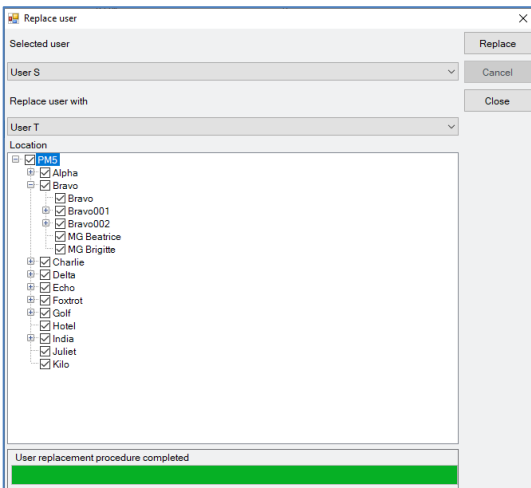 Replace user
Selected user
Replace
User S
Cancel
Replace user with
Close
User T
Location
PM5
Alpha
Bravo
Bravo
Bravo001
Bravo002
MG Beatrice
MG Brigitte
Charlie
Delta
Echo
Foxtrot
Golf
Hotel
India
Juliet
Kilo
User replacement procedure completed